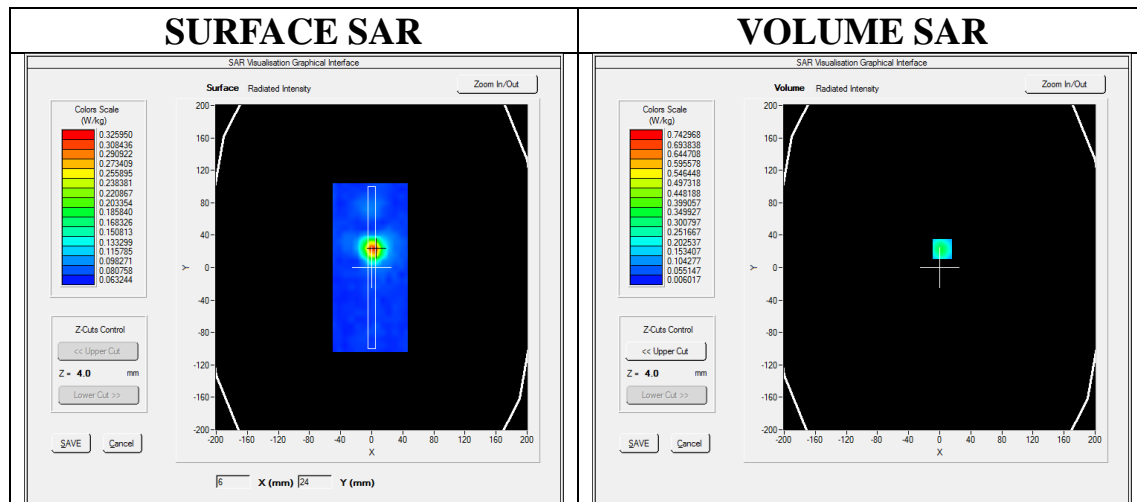 SURFACE SAR
VOLUME SAR
SAR Visualisation Graphical Interface
Surface Radiated Intensity
Zoom In/Out
Colors Scale
(W/kg)
0.325950
0.308436
0.290922
0.273409
0.255895
0.238381
0.220867
0.203354
0.185840
0.168326
0.150813
0.133299
0.115785
0.098271
0.080758
0.063244
Z-Cuts Control
<< Upper Cut
Z = 4.0 mm
Lower Cut >>
SAVE Cancel
Y
200
160
120
80
40
0
-40
-80
-120
-160
-200
-200 -160 -120 -80 -40 0 40 80 120 160 200
X
6 X (mm) 24 Y (mm)
SAR Visualisation Graphical Interface
Volume Radiated Intensity
Zoom In/Out
Colors Scale
(W/kg)
0.742968
0.693838
0.644708
0.595578
0.546448
0.497318
0.448188
0.399057
0.349927
0.300797
0.251667
0.202537
0.153407
0.104277
0.055147
0.006017
Z-Cuts Control
<< Upper Cut
Z = 4.0 mm
Lower Cut >>
SAVE Cancel
Y
200
160
120
80
40
0
-40
-80
-120
-160
-200
-200 -160 -120 -80 -40 0 40 80 120 160 200
X